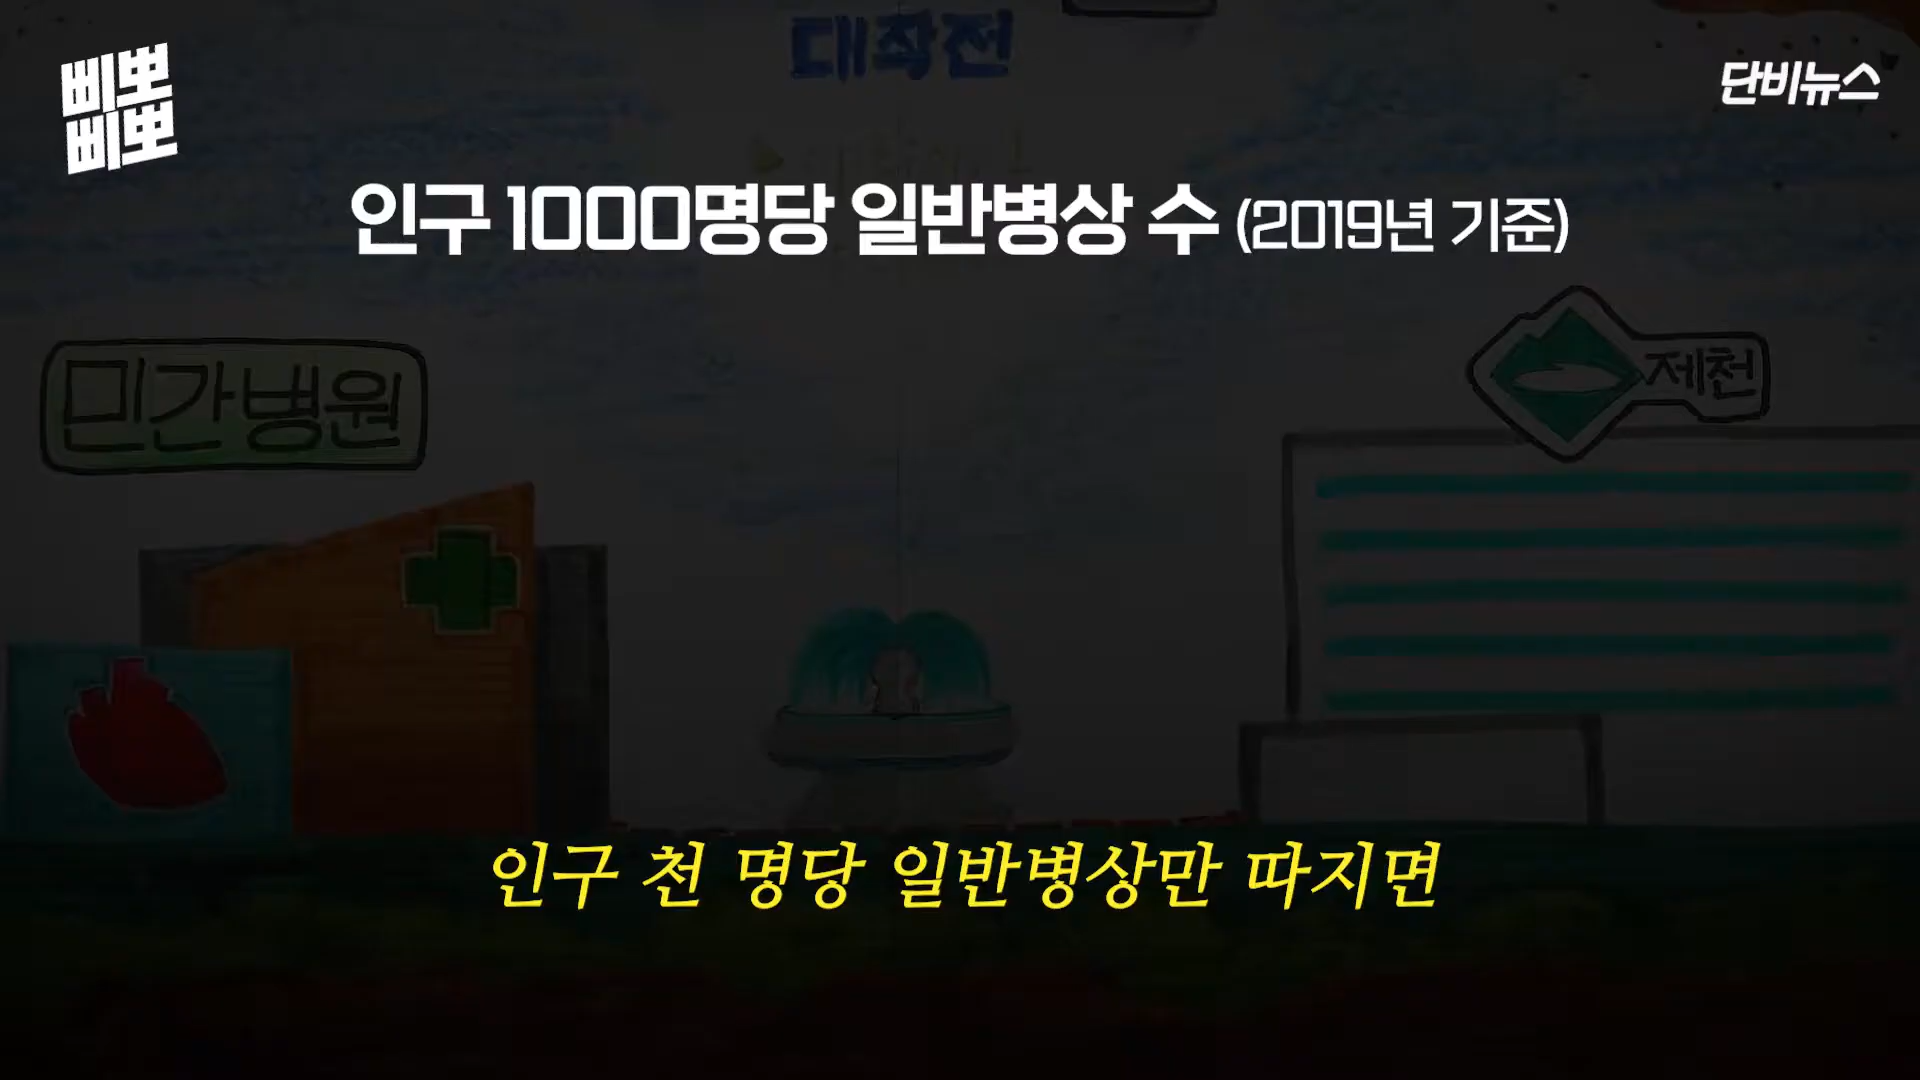 대작전
삐뽀
삐뽀
단비뉴스
인구 1000명당 일반병상 수 (2019년 기준)
민간병원
제천
인구 천 명당 일반병상만 따지면